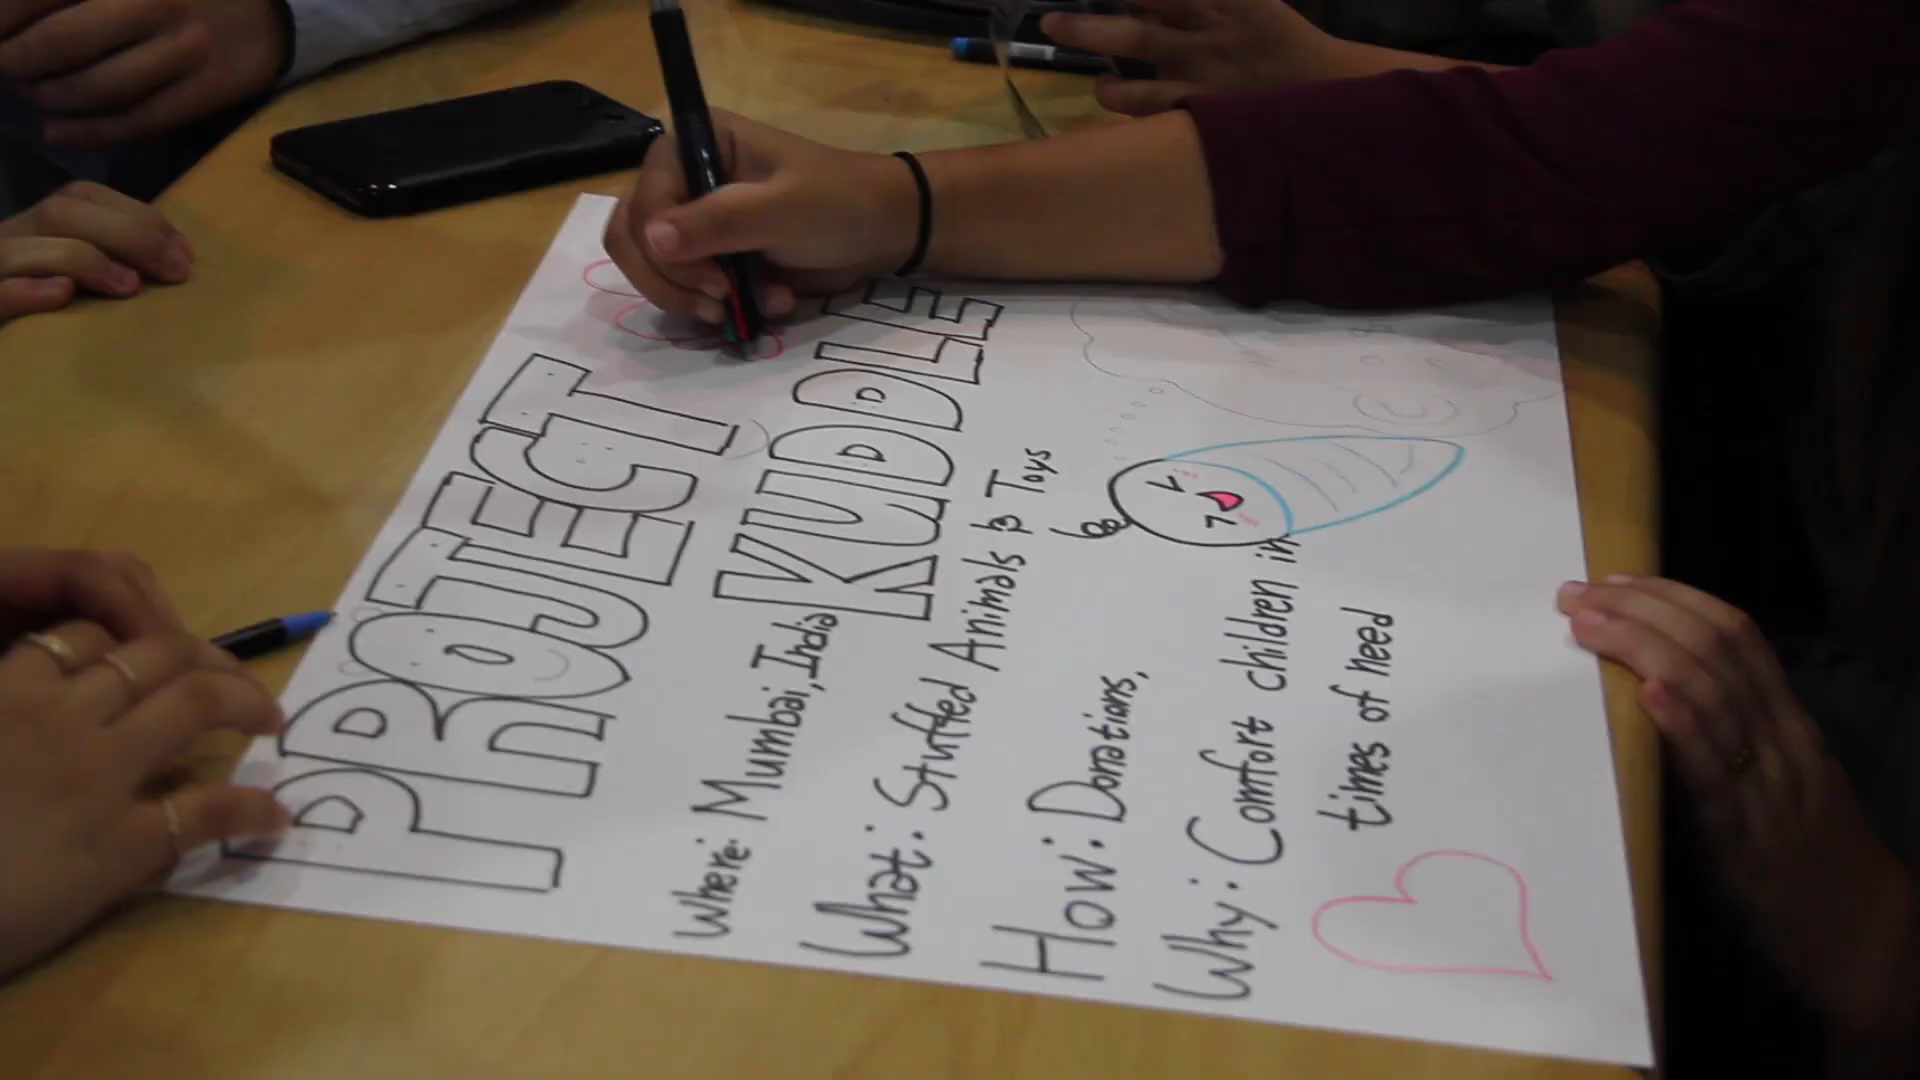 PROJECT
KUDDLE
Where: Mumbai, India
What: Stuffed Animals & Toys
How: Donations,
Why: Comfort children in
times of need